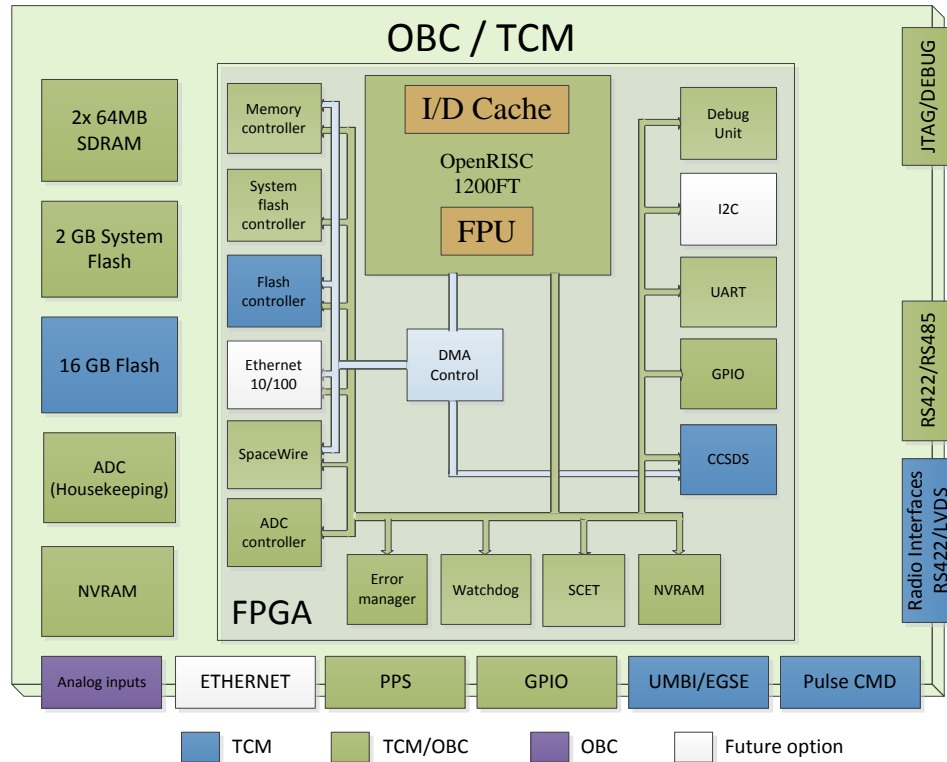 OBC / TCM
2x 64MB
SDRAM
2 GB System
Flash
16 GB Flash
ADC
(Housekeeping)
NVRAM
Memory
controller
System
flash
controller
Flash
controller
Ethernet
10/100
SpaceWire
ADC
controller
I/D Cache
OpenRISC
1200FT
FPU
DMA
Control
Debug
Unit
I2C
UART
GPIO
CCSDS
Error
manager
Watchdog
SCET
NVRAM
FPGA
JTAG/DEBUG
RS422/RS485
Radio Interfaces
RS422/LVDS
Analog inputs
ETHERNET
PPS
GPIO
UMBI/EGSE
Pulse CMD
TCM
TCM/OBC
OBC
Future option